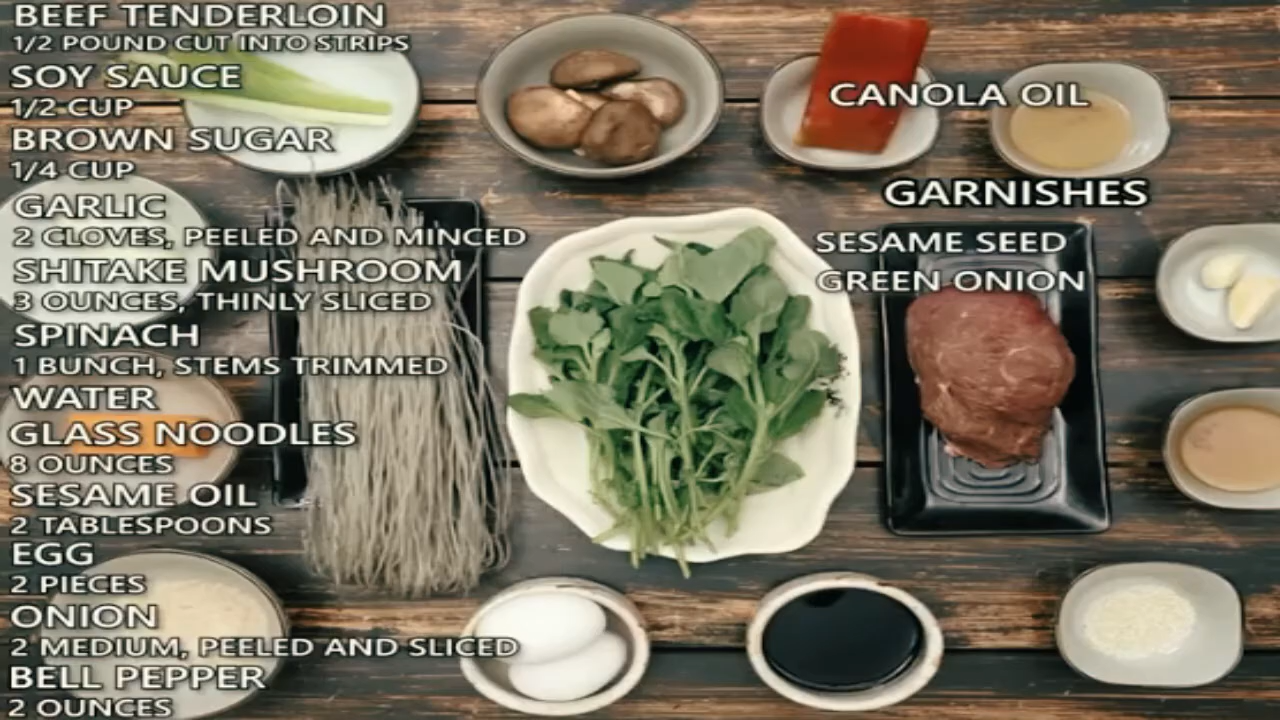 BEEF TENDERLOIN
1/2 POUND CUT INTO STRIPS
SOY SAUCE
1/2 CUP
BROWN SUGAR
1/4 CUP
GARLIC
2 CLOVES, PEELED AND MINCED
SHITAKE MUSHROOM
3 OUNCES, THINLY SLICED
SPINACH
1 BUNCH, STEMS TRIMMED
WATER
GLASS NOODLES
8 OUNCES
SESAME OIL
2 TABLESPOONS
EGG
2 PIECES
ONION
2 MEDIUM, PEELED AND SLICED
BELL PEPPER
2 OUNCES
CANOLA OIL
GARNISHES
SESAME SEED
GREEN ONION